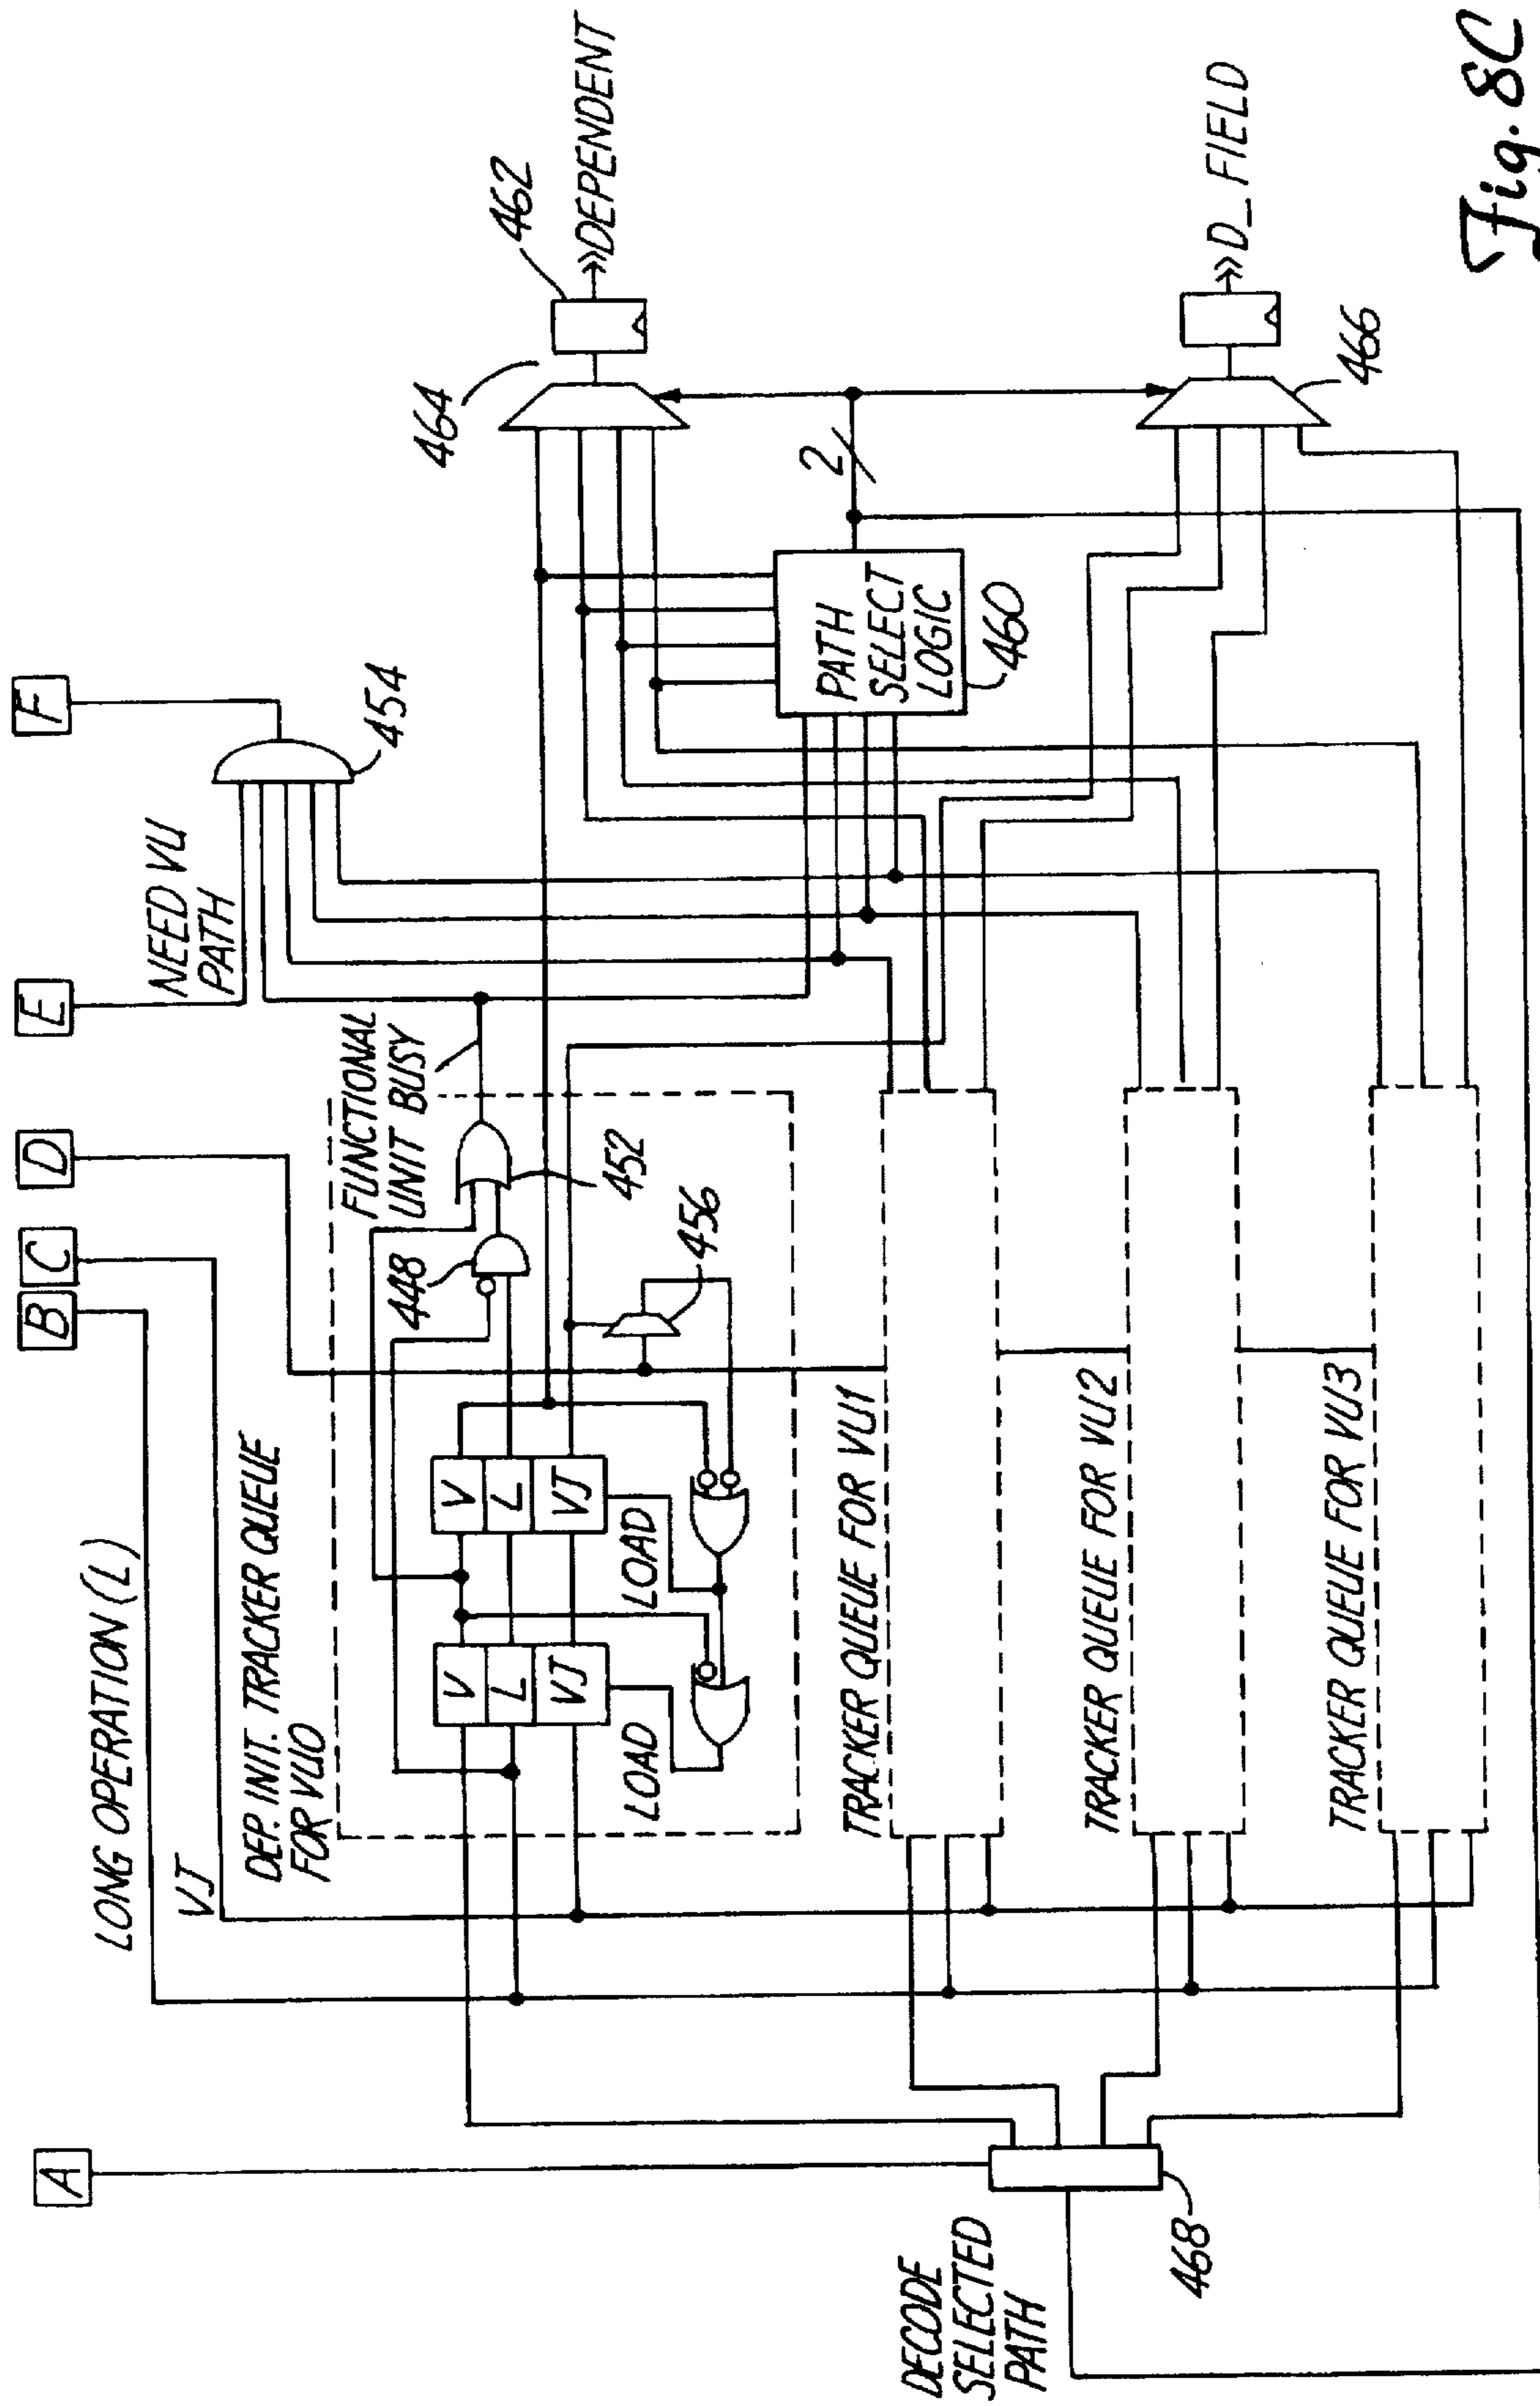 A
B
C
D
E
F
LONG OPERATION (L)
VJ
DEP. INIT. TRACKER QUEUE
FOR VU0
FUNCTIONAL
UNIT BUSY
NEED VU
PATH
454
448
452
456
V
L
VJ
LOAD
V
L
VJ
LOAD
464
462
DEPENDENT
2
PATH
SELECT
LOGIC
460
466
D_FIELD
TRACKER QUEUE FOR VU1
TRACKER QUEUE FOR VU2
TRACKER QUEUE FOR VU3
DECODE
SELECTED
PATH
468
Fig. 8C